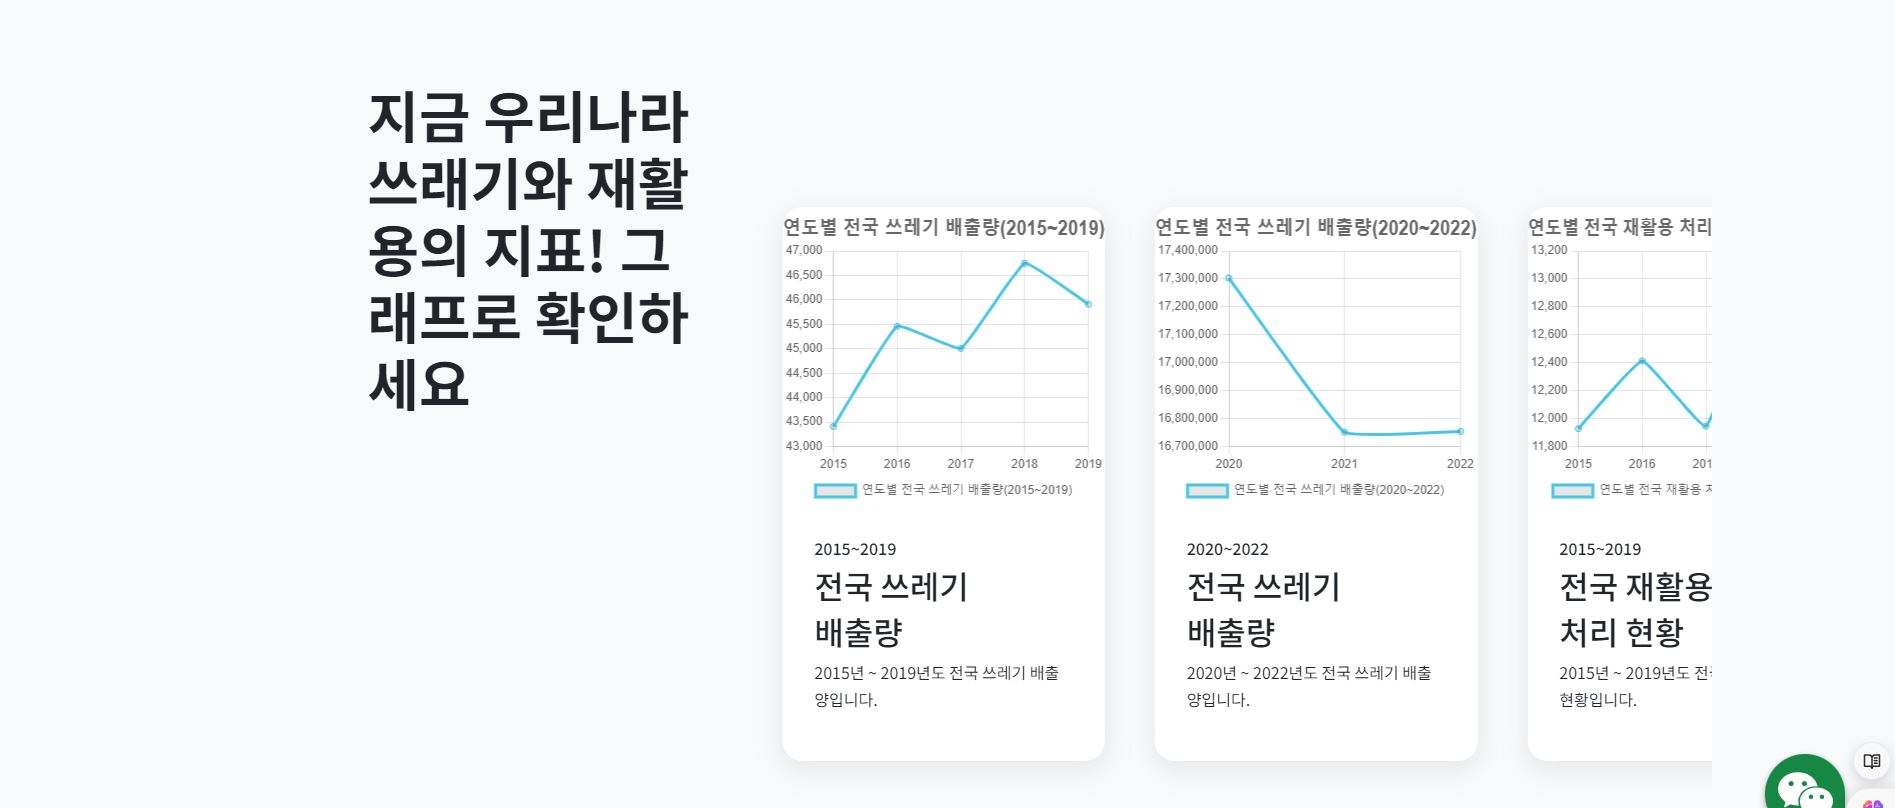 지금 우리나라
쓰래기와 재활
용의 지표! 그
래프로 확인하
세요
연도별 전국 쓰레기 배출량(2015~2019)
47,000
46,500
46,000
45,500
45,000
44,500
44,000
43,500
43,000
2015 2016 2017 2018 2019
연도별 전국 쓰레기 배출량(2015~2019)
2015~2019
전국 쓰레기
배출량
2015년 ~ 2019년도 전국 쓰레기 배출
양입니다.
연도별 전국 쓰레기 배출량(2020~2022)
17,400,000
17,300,000
17,200,000
17,100,000
17,000,000
16,900,000
16,800,000
16,700,000
2020 2021 2022
연도별 전국 쓰레기 배출량(2020~2022)
2020~2022
전국 쓰레기
배출량
2020년 ~ 2022년도 전국 쓰레기 배출
양입니다.
연도별 전국 재활용 처리
13,200
13,000
12,800
12,600
12,400
12,200
12,000
11,800
2015 2016
연도별 전국 재활용
2015~2019
전국 재활용
처리 현황
2015년 ~ 2019년도
현황입니다.